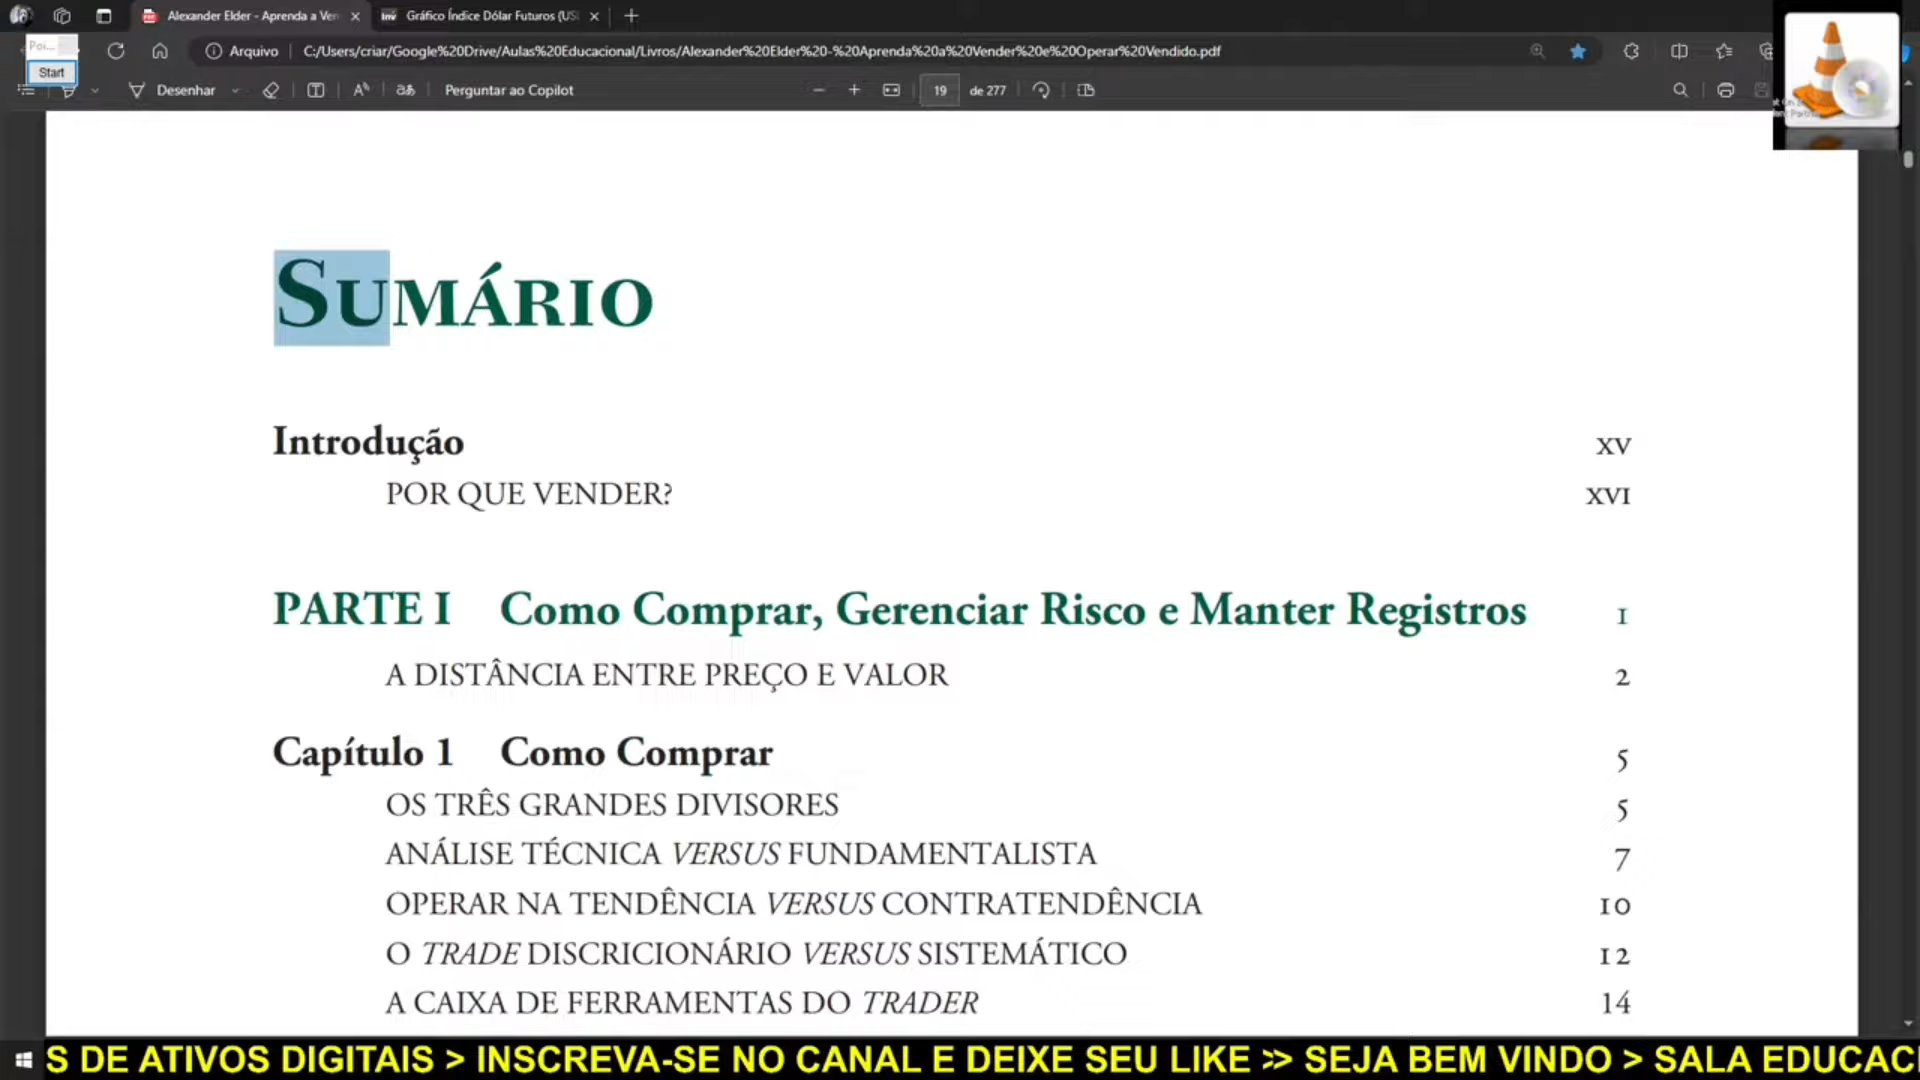 Alexander Elder - Aprenda a Ven
Gráfico Índice Dólar Futuros (US
Poi...
Start
Arquivo
C:/Users/criar/Google%20Drive/Aulas%20Educacional/Livros/Alexander%20Elder%20-%20Aprenda%20a%20Vender%20e%20Operar%20Vendido.pdf
Desenhar
Perguntar ao Copilot
19 de 277
SUMÁRIO
Introdução XV
POR QUE VENDER? XVI
PARTE I Como Comprar, Gerenciar Risco e Manter Registros 1
A DISTÂNCIA ENTRE PREÇO E VALOR 2
Capítulo 1 Como Comprar 5
OS TRÊS GRANDES DIVISORES 5
ANÁLISE TÉCNICA VERSUS FUNDAMENTALISTA 7
OPERAR NA TENDÊNCIA VERSUS CONTRATENDÊNCIA 10
O TRADE DISCRICIONÁRIO VERSUS SISTEMÁTICO 12
A CAIXA DE FERRAMENTAS DO TRADER 14
S DE ATIVOS DIGITAIS > INSCREVA-SE NO CANAL E DEIXE SEU LIKE >> SEJA BEM VINDO > SALA EDUCAC